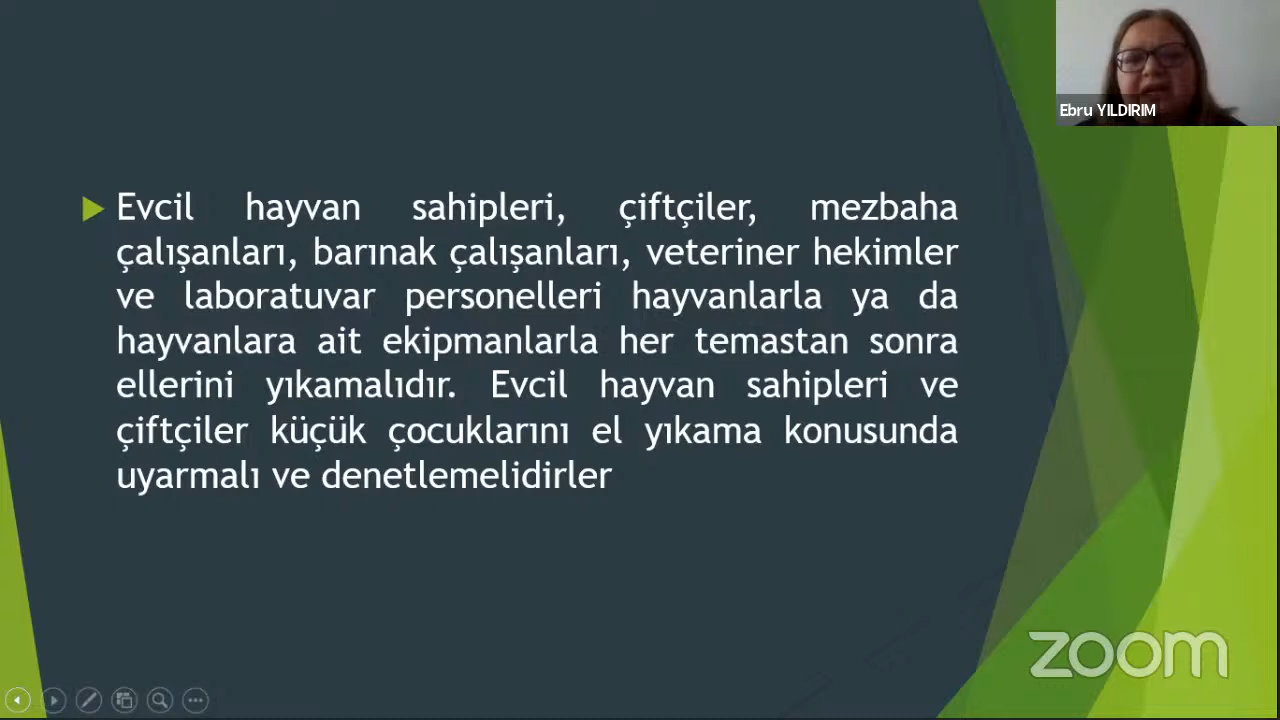 Ebru YILDIRIM
Evcil hayvan sahipleri, çiftçiler, mezbaha
çalışanları, barınak çalışanları, veteriner hekimler
ve laboratuvar personelleri hayvanlarla ya da
hayvanlara ait ekipmanlarla her temastan sonra
ellerini yıkamalıdır. Evcil hayvan sahipleri ve
çiftçiler küçük çocuklarını el yıkama konusunda
uyarmalı ve denetlemelidirler
zoom